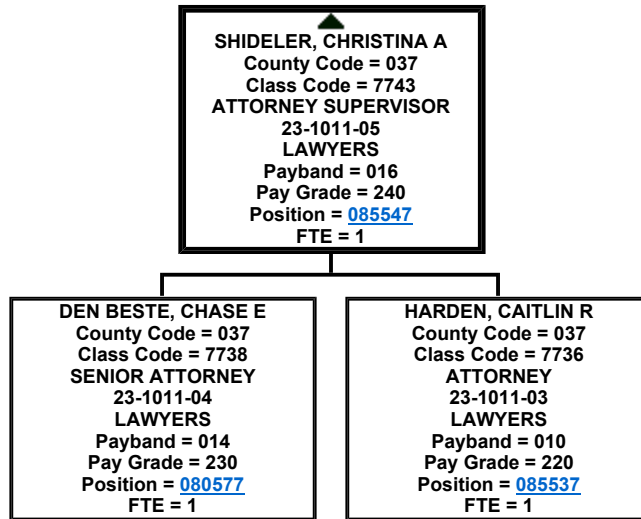 SHIDELER, CHRISTINA A
County Code = 037
Class Code = 7743
ATTORNEY SUPERVISOR
23-1011-05
LAWYERS
Payband = 016
Pay Grade = 240
Position = 085547
FTE = 1
DEN BESTE, CHASE E
County Code = 037
Class Code = 7738
SENIOR ATTORNEY
23-1011-04
LAWYERS
Payband = 014
Pay Grade = 230
Position = 080577
FTE = 1
HARDEN, CAITLIN R
County Code = 037
Class Code = 7736
ATTORNEY
23-1011-03
LAWYERS
Payband = 010
Pay Grade = 220
Position = 085537
FTE = 1